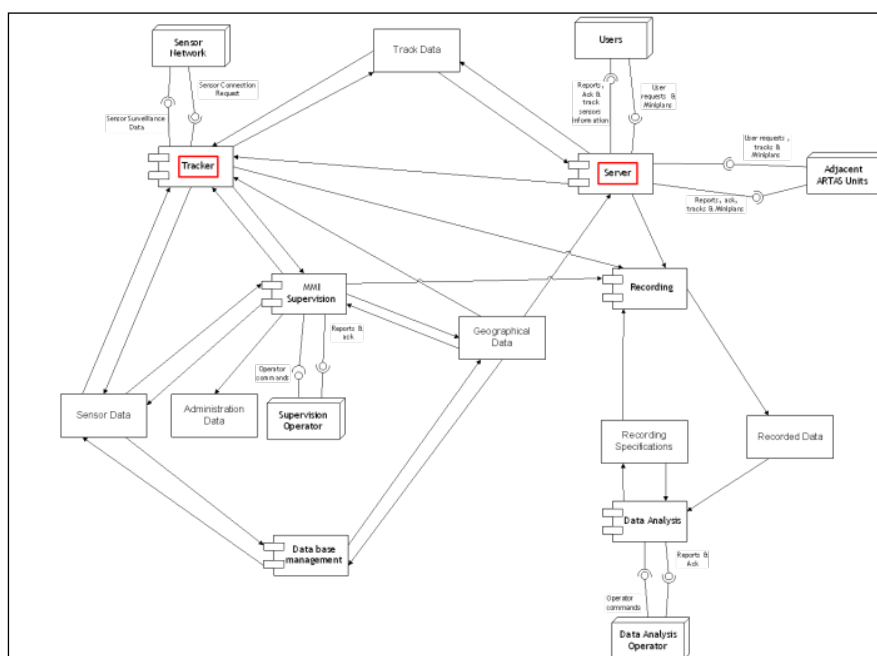 Sensor
Network
Track Data
Users
Sensor Connection
Request
Sensor Surveillance
Data
Reports,
Ack &
track
sensors
information
User
requests &
Miniplans
User requests,
tracks & Miniplans
Tracker
Server
Adjacent
ARTAS Units
Reports, ack,
tracks & Miniplans
MMI
Supervision
Recording
Geographical
Data
Reports &
ack
Operator
commands
Sensor Data
Administration
Data
Supervision
Operator
Recording
Specifications
Recorded Data
Data Analysis
Data base
management
Reports &
Ack
Operator
commands
Data Analysis
Operator